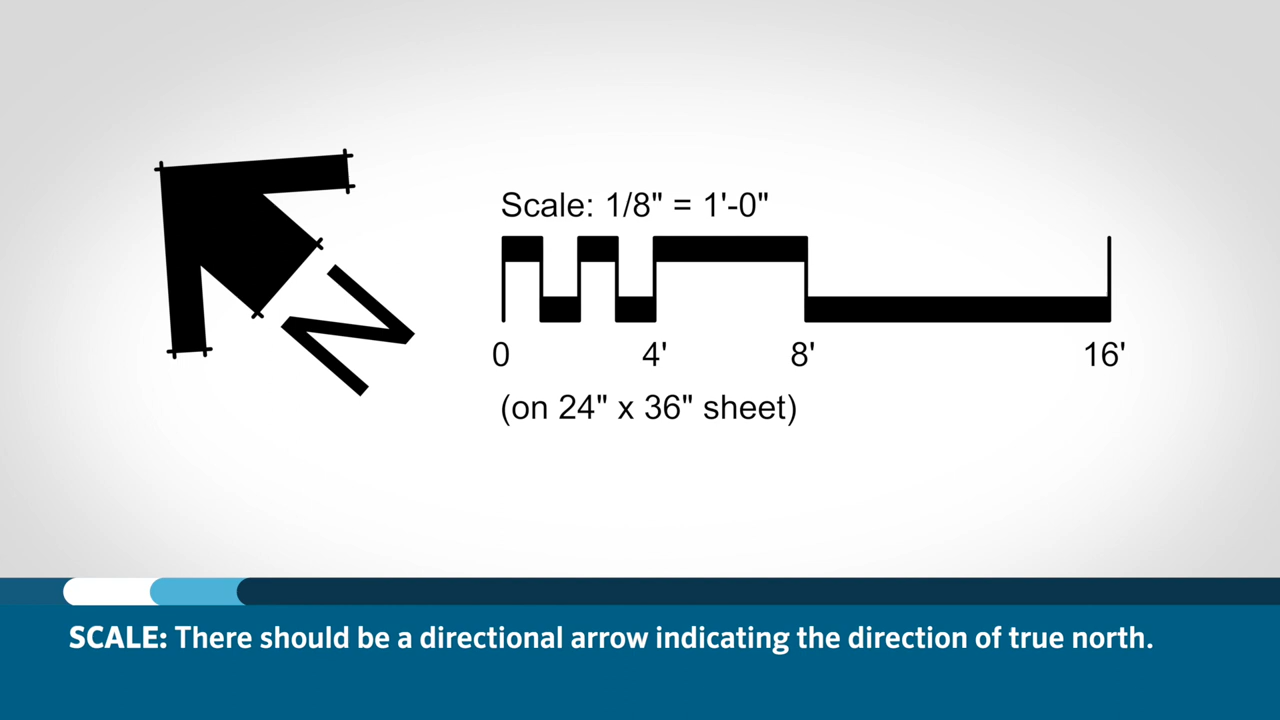 N
Scale: 1/8" = 1'-0"
0 4' 8' 16'
(on 24" x 36" sheet)
SCALE: There should be a directional arrow indicating the direction of true north.